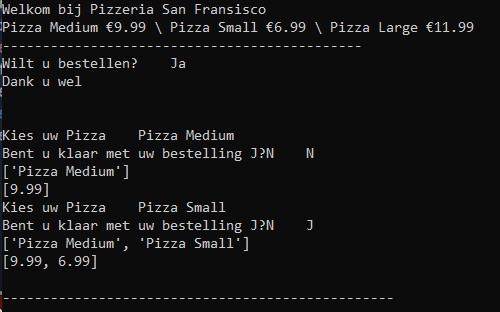 Welkom bij Pizzeria San Fransisco
Pizza Medium €9.99 \ Pizza Small €6.99 \ Pizza Large €11.99
---------------------------------------------
Wilt u bestellen?    Ja
Dank u wel
Kies uw Pizza    Pizza Medium
Bent u klaar met uw bestelling J?N    N
['Pizza Medium']
[9.99]
Kies uw Pizza    Pizza Small
Bent u klaar met uw bestelling J?N    J
['Pizza Medium', 'Pizza Small']
[9.99, 6.99]
-------------------------------------------------